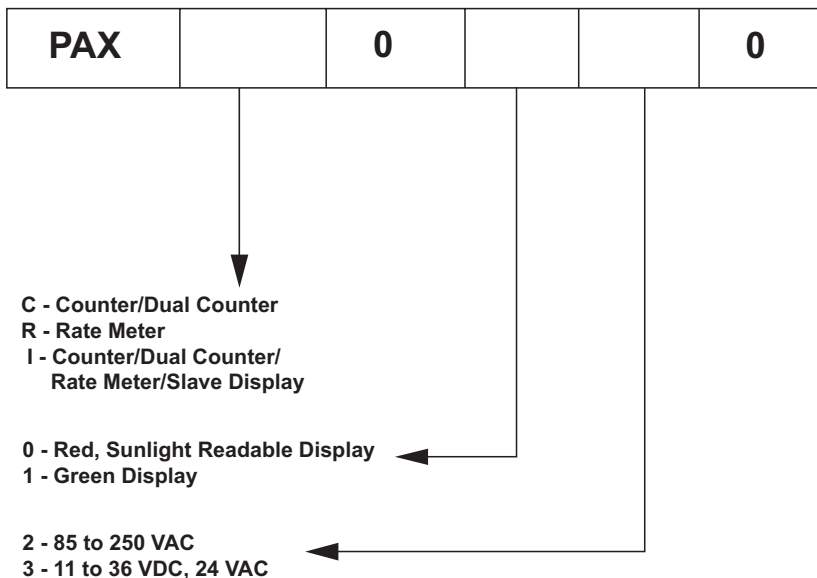 PAX 0 0
C - Counter/Dual Counter
R - Rate Meter
I - Counter/Dual Counter/
Rate Meter/Slave Display
0 - Red, Sunlight Readable Display
1 - Green Display
2 - 85 to 250 VAC
3 - 11 to 36 VDC, 24 VAC